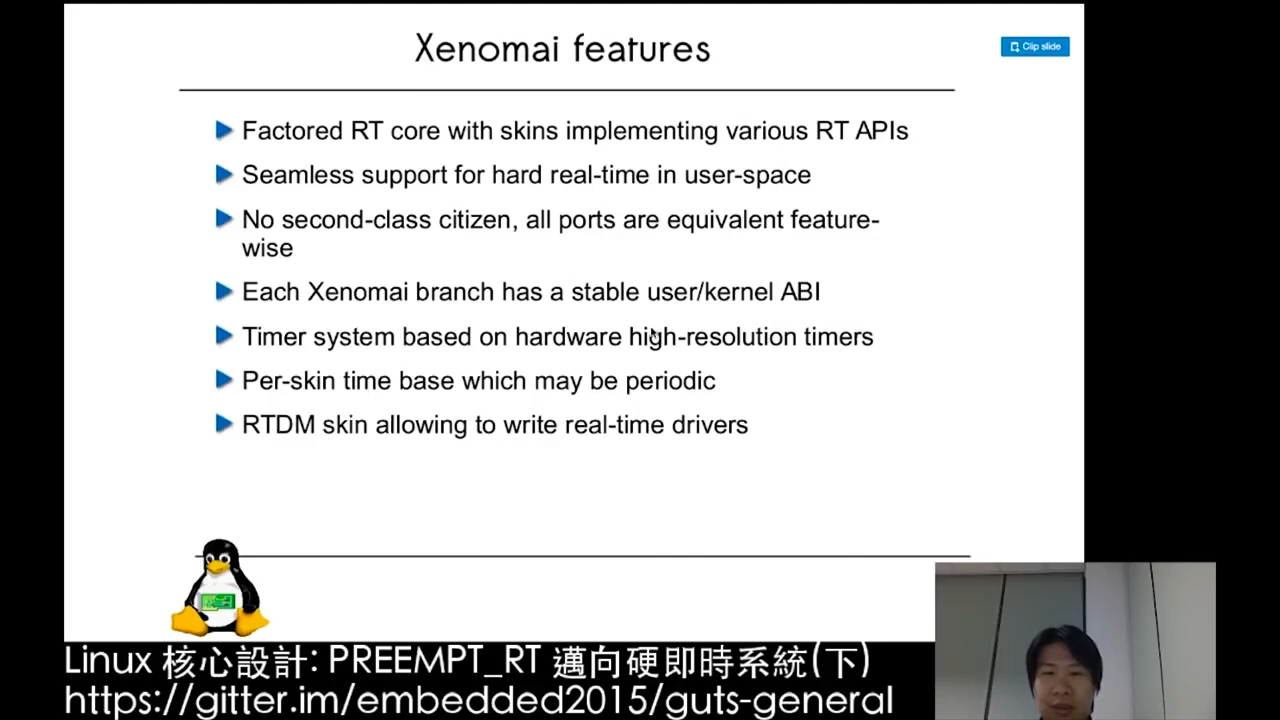 Xenomai features
Clip slide
Factored RT core with skins implementing various RT APIs
Seamless support for hard real-time in user-space
No second-class citizen, all ports are equivalent feature-
wise
Each Xenomai branch has a stable user/kernel ABI
Timer system based on hardware high-resolution timers
Per-skin time base which may be periodic
RTDM skin allowing to write real-time drivers
Linux 核心設計: PREEMPT_RT 邁向硬即時系統(下)
https://gitter.im/embedded2015/guts-general